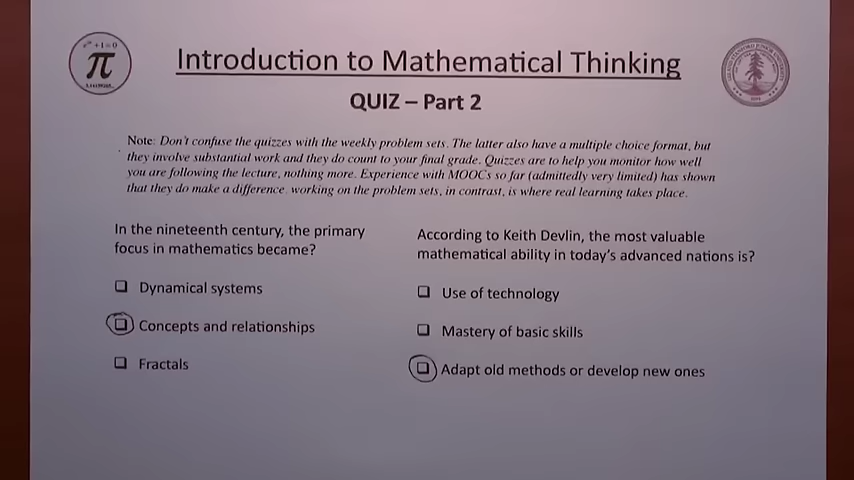 Introduction to Mathematical Thinking
QUIZ – Part 2
Note: Don't confuse the quizzes with the weekly problem sets. The latter also have a multiple choice format, but
they involve substantial work and they do count to your final grade. Quizzes are to help you monitor how well
you are following the lecture, nothing more. Experience with MOOCs so far (admittedly very limited) has shown
that they do make a difference. working on the problem sets, in contrast, is where real learning takes place.
In the nineteenth century, the primary
focus in mathematics became?
Dynamical systems
Concepts and relationships
Fractals
According to Keith Devlin, the most valuable
mathematical ability in today's advanced nations is?
Use of technology
Mastery of basic skills
Adapt old methods or develop new ones
π